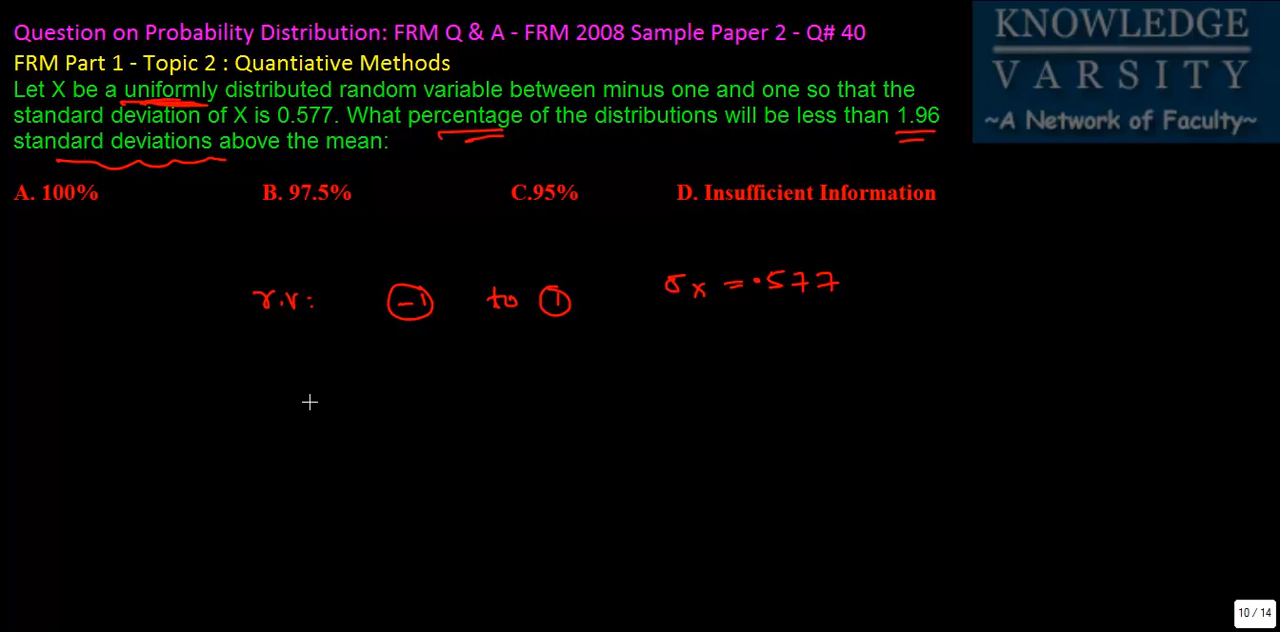 Question on Probability Distribution: FRM Q & A - FRM 2008 Sample Paper 2 - Q# 40
FRM Part 1 - Topic 2 : Quantiative Methods
Let X be a uniformly distributed random variable between minus one and one so that the
standard deviation of X is 0.577. What percentage of the distributions will be less than 1.96
standard deviations above the mean:
A. 100% B. 97.5% C.95% D. Insufficient Information
r.v: -1 to 1 σx = .577
KNOWLEDGE
VARSITY
~A Network of Faculty~
10 / 14